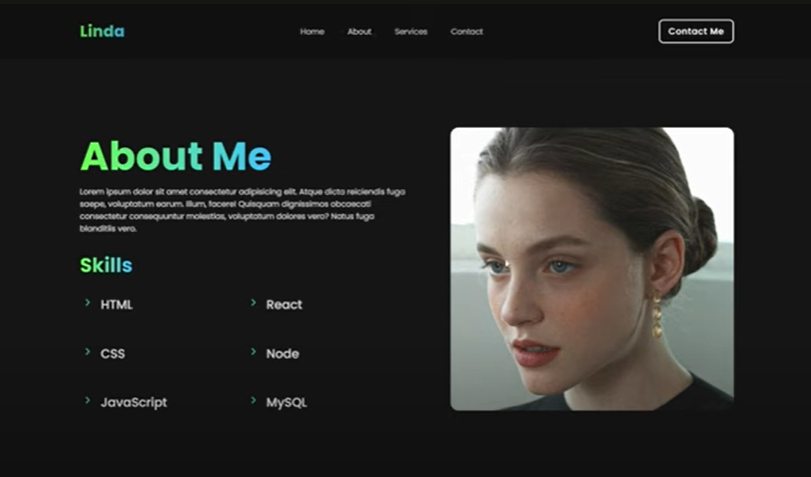 Linda
Home About Services Contact
Contact Me
About Me
Lorem ipsum dolor sit amet consectetur adipisicing elit. Atque dicta reiciendis fuga
saepe, voluptatum earum. Illum, facere! Quisquam dignissimos obcaecati
consectetur consequuntur molestias, voluptatum dolores vero? Natus fuga
blanditiis vero.
Skills
HTML
React
CSS
Node
JavaScript
MySQL